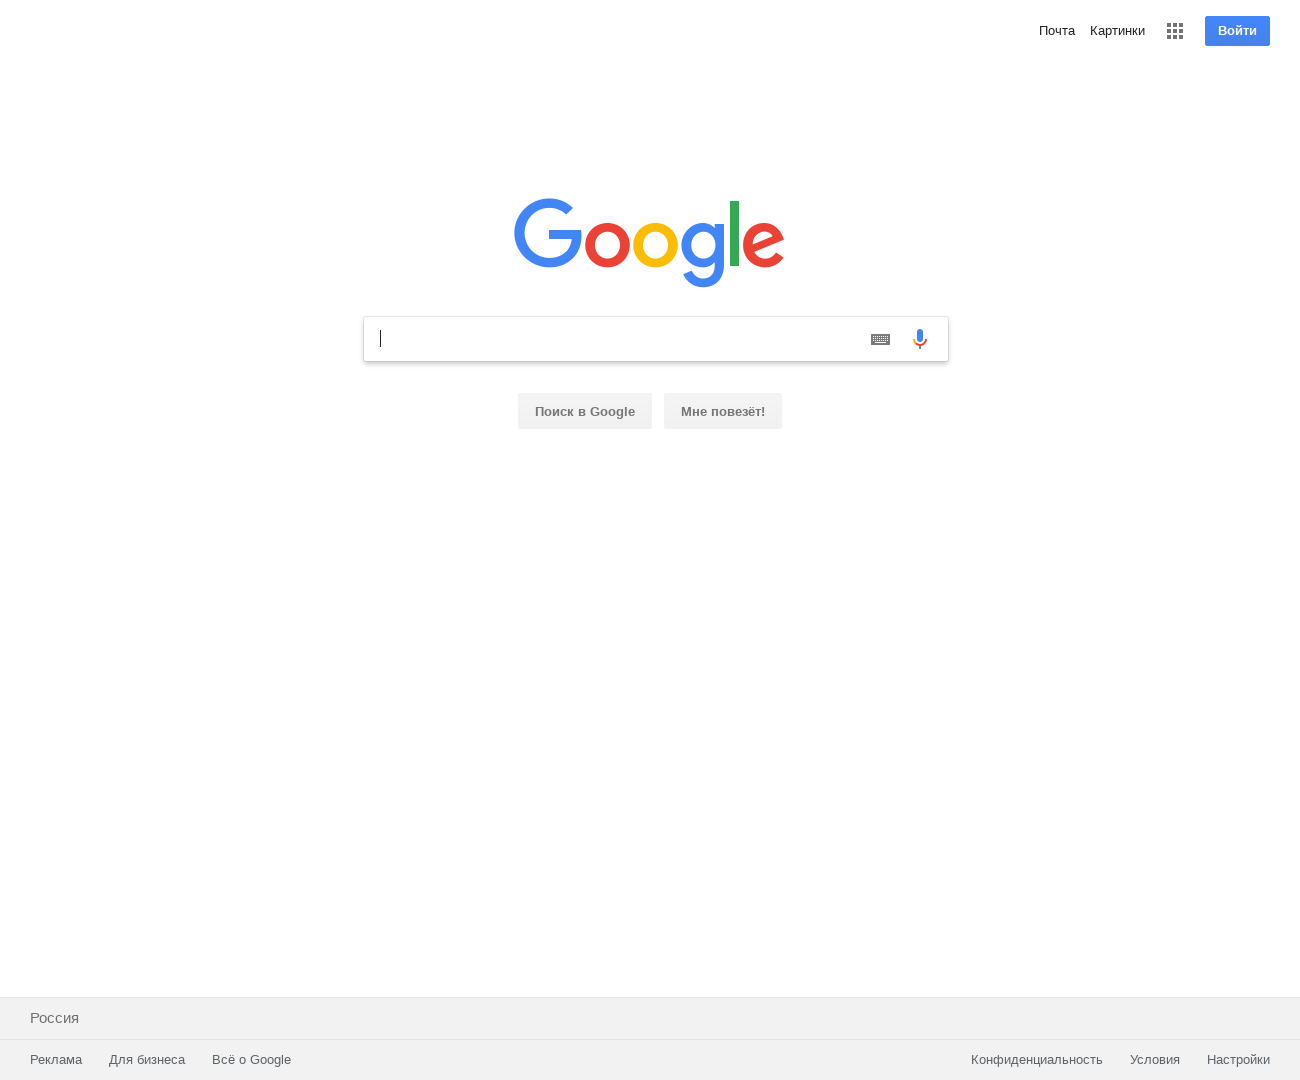 Почта Картинки Войти
Google
Поиск в Google Мне повезёт!
Россия
Реклама Для бизнеса Всё о Google Конфиденциальность Условия Настройки